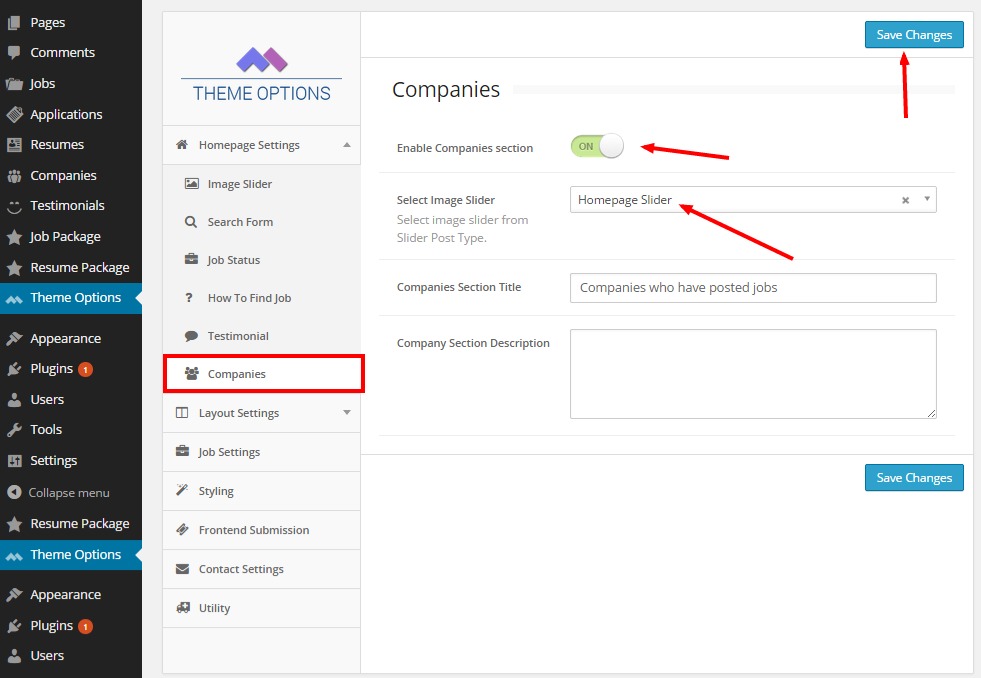 Pages
Comments
Jobs
Applications
Resumes
Companies
Testimonials
Job Package
Resume Package
Theme Options
Appearance
Plugins 1
Users
Tools
Settings
Collapse menu
Resume Package
Theme Options
Appearance
Plugins 1
Users
THEME OPTIONS
Homepage Settings
Image Slider
Search Form
Job Status
? How To Find Job
Testimonial
Companies
Layout Settings
Job Settings
Styling
Frontend Submission
Contact Settings
Utility
Save Changes
Companies
Enable Companies section
ON
Select Image Slider
Select image slider from
Slider Post Type.
Homepage Slider
Companies Section Title
Companies who have posted jobs
Company Section Description
Save Changes